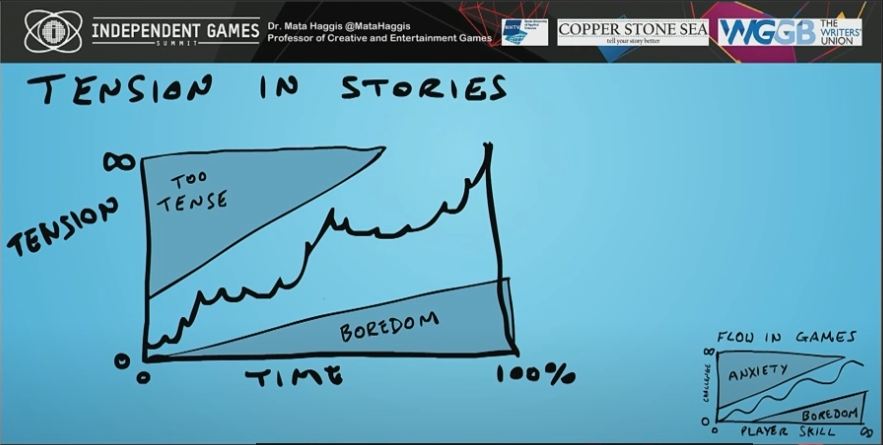 INDEPENDENT GAMES
SUMMIT
Dr. Mata Haggis @MataHaggis
Professor of Creative and Entertainment Games
COPPER STONE SEA
tell your story better
WGGB
THE
WRITERS'
UNION
TENSION IN STORIES
∞
TOO
TENSE
TENSION
BOREDOM
0
0
TIME
100%
FLOW IN GAMES
∞
ANXIETY
CHALLENGE
BOREDOM
0
0
PLAYER SKILL
∞